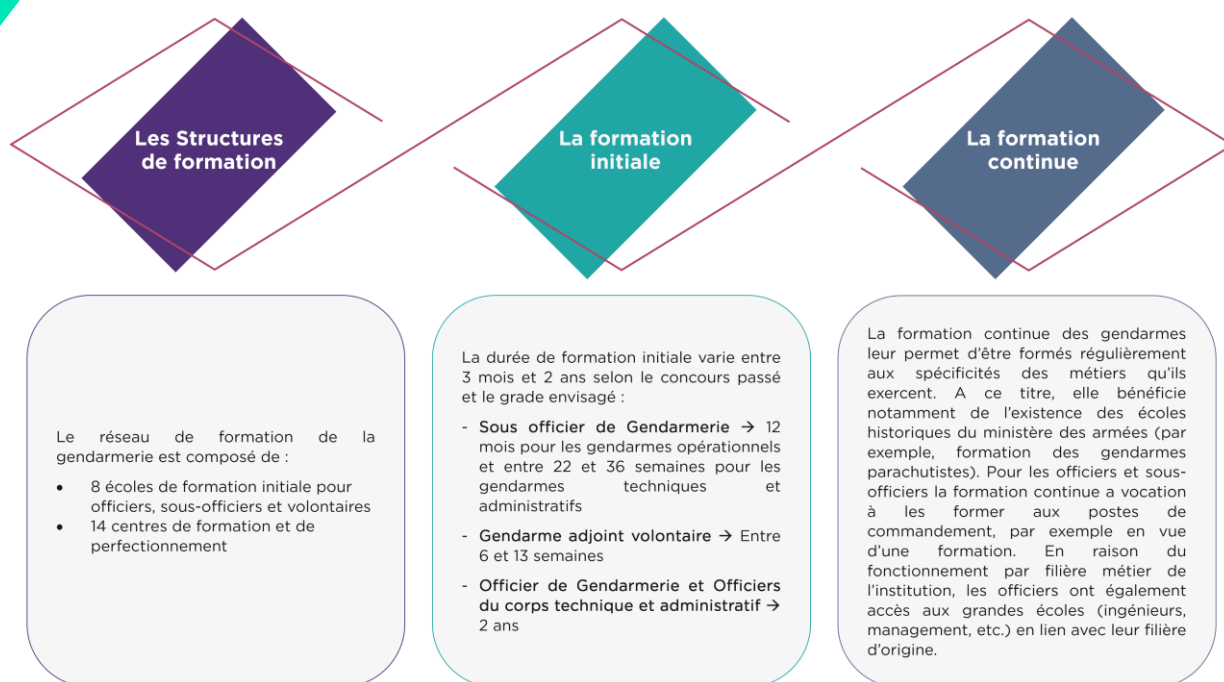 Les Structures
de formation
La formation
initiale
La formation
continue
Le réseau de formation de la
gendarmerie est composé de :
• 8 écoles de formation initiale pour
officiers, sous-officiers et volontaires
• 14 centres de formation et de
perfectionnement
La durée de formation initiale varie entre
3 mois et 2 ans selon le concours passé
et le grade envisagé :
- Sous officier de Gendarmerie → 12
mois pour les gendarmes opérationnels
et entre 22 et 36 semaines pour les
gendarmes techniques et
administratifs
- Gendarme adjoint volontaire → Entre
6 et 13 semaines
- Officier de Gendarmerie et Officiers
du corps technique et administratif →
2 ans
La formation continue des gendarmes
leur permet d'être formés régulièrement
aux spécificités des métiers qu'ils
exercent. A ce titre, elle bénéficie
notamment de l'existence des écoles
historiques du ministère des armées (par
exemple, formation des gendarmes
parachutistes). Pour les officiers et sous-
officiers la formation continue a vocation
à les former aux postes de
commandement, par exemple en vue
d'une formation. En raison du
fonctionnement par filière métier de
l'institution, les officiers ont également
accès aux grandes écoles (ingénieurs,
management, etc.) en lien avec leur filière
d'origine.